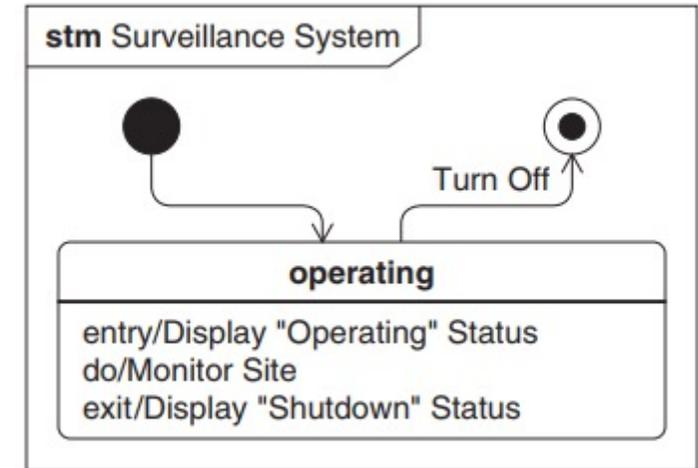 stm Surveillance System
Turn Off
operating
entry/Display "Operating" Status
do/Monitor Site
exit/Display "Shutdown" Status